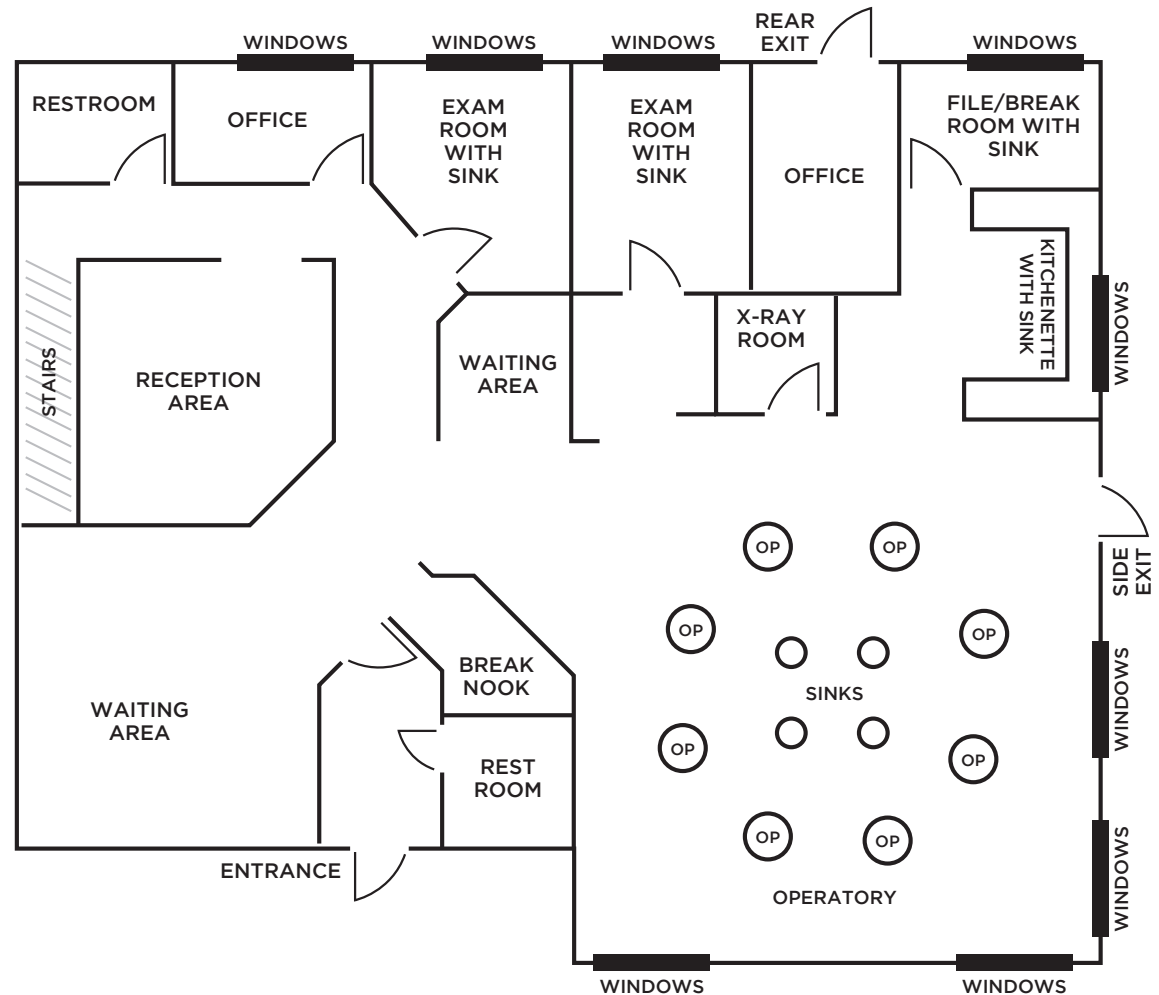 REAR
EXIT
WINDOWS
WINDOWS
WINDOWS
WINDOWS
RESTROOM
OFFICE
EXAM
ROOM
WITH
SINK
EXAM
ROOM
WITH
SINK
OFFICE
FILE/BREAK
ROOM WITH
SINK
KITCHENETTE
WITH SINK
WINDOWS
STAIRS
RECEPTION
AREA
WAITING
AREA
X-RAY
ROOM
SIDE
EXIT
OP
OP
OP
OP
SINKS
OP
OP
OP
OP
OPERATORY
WINDOWS
WINDOWS
BREAK
NOOK
WAITING
AREA
REST
ROOM
ENTRANCE
WINDOWS
WINDOWS